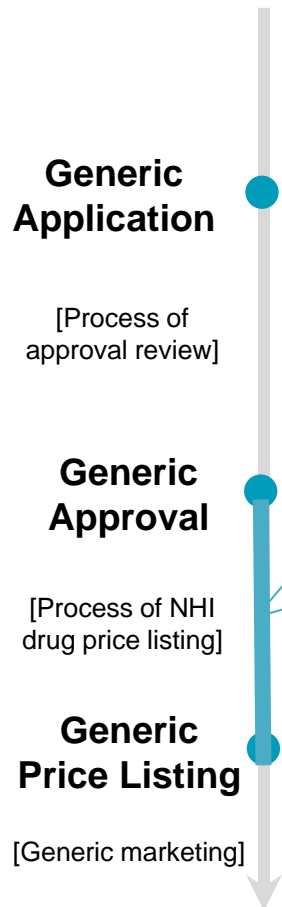 Generic
Application
[Process of
approval review]
Generic
Approval
[Process of NHI
drug price listing]
Generic
Price Listing
[Generic marketing]